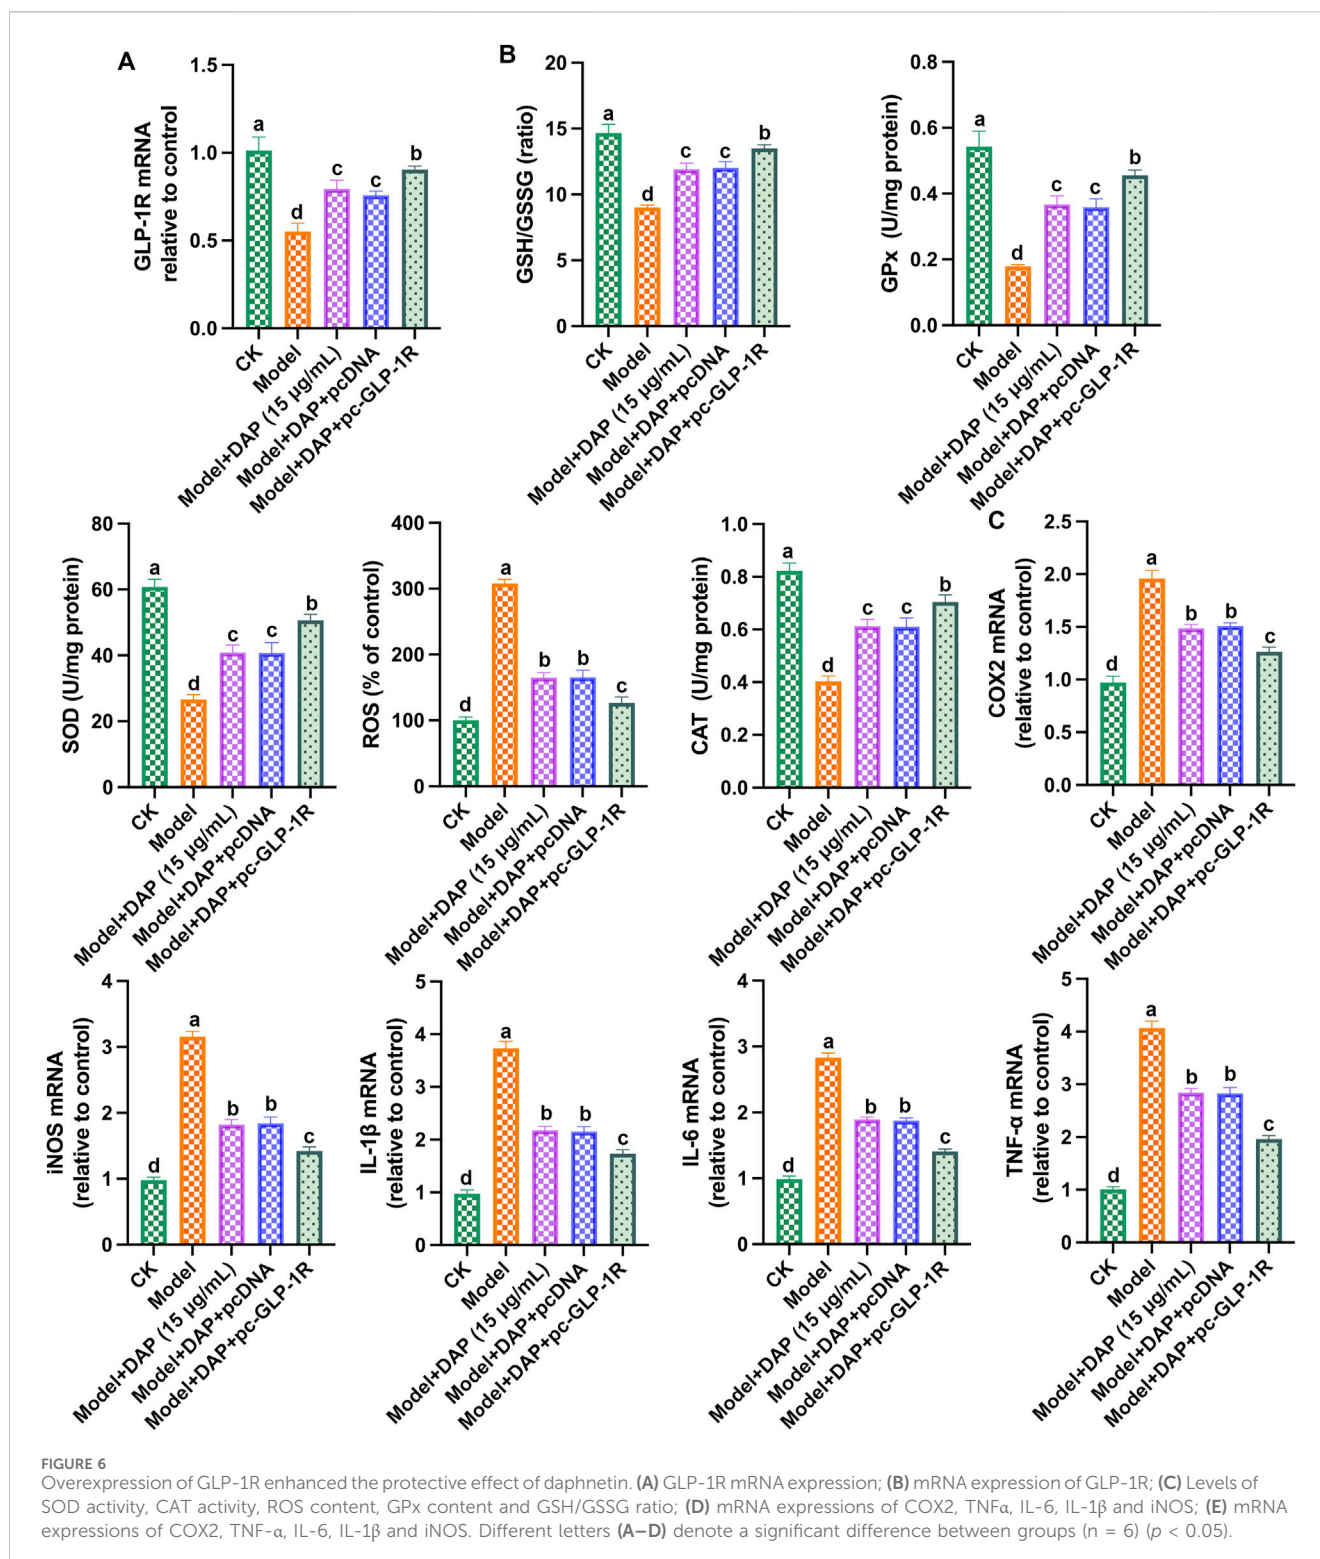 A
GLP-1R mRNA
relative to control
1.5
1.0
0.5
0.0
a
d
c
c
b
CK
Model
Model+DAP (15 µg/mL)
Model+DAP+pcDNA
Model+DAP+pc-GLP-1R
B
GSH/GSSG (ratio)
20
15
10
5
0
a
d
c
c
b
CK
Model
Model+DAP (15 µg/mL)
Model+DAP+pcDNA
Model+DAP+pc-GLP-1R
GPx (U/mg protein)
0.8
0.6
0.4
0.2
0.0
a
d
c
c
b
CK
Model
Model+DAP (15 µg/mL)
Model+DAP+pcDNA
Model+DAP+pc-GLP-1R
SOD (U/mg protein)
80
60
40
20
0
a
d
c
c
b
CK
Model
Model+DAP (15 µg/mL)
Model+DAP+pcDNA
Model+DAP+pc-GLP-1R
ROS (% of control)
400
300
200
100
0
d
a
b
b
c
CK
Model
Model+DAP (15 µg/mL)
Model+DAP+pcDNA
Model+DAP+pc-GLP-1R
CAT (U/mg protein)
1.0
0.8
0.6
0.4
0.2
0.0
a
d
c
c
b
CK
Model
Model+DAP (15 µg/mL)
Model+DAP+pcDNA
Model+DAP+pc-GLP-1R
C
COX2 mRNA
(relative to control)
2.5
2.0
1.5
1.0
0.5
0.0
d
a
b
b
c
CK
Model
Model+DAP (15 µg/mL)
Model+DAP+pcDNA
Model+DAP+pc-GLP-1R
iNOS mRNA
(relative to control)
4
3
2
1
0
d
a
b
b
c
CK
Model
Model+DAP (15 µg/mL)
Model+DAP+pcDNA
Model+DAP+pc-GLP-1R
IL-1β mRNA
(relative to control)
5
4
3
2
1
0
d
a
b
b
c
CK
Model
Model+DAP (15 µg/mL)
Model+DAP+pcDNA
Model+DAP+pc-GLP-1R
IL-6 mRNA
(relative to control)
4
3
2
1
0
d
a
b
b
c
CK
Model
Model+DAP (15 µg/mL)
Model+DAP+pcDNA
Model+DAP+pc-GLP-1R
TNF-α mRNA
(relative to control)
5
4
3
2
1
0
d
a
b
b
c
CK
Model
Model+DAP (15 µg/mL)
Model+DAP+pcDNA
Model+DAP+pc-GLP-1R
FIGURE 6
Overexpression of GLP-1R enhanced the protective effect of daphnetin. (A) GLP-1R mRNA expression; (B) mRNA expression of GLP-1R; (C) Levels of
SOD activity, CAT activity, ROS content, GPx content and GSH/GSSG ratio; (D) mRNA expressions of COX2, TNFα, IL-6, IL-1β and iNOS; (E) mRNA
expressions of COX2, TNF-α, IL-6, IL-1β and iNOS. Different letters (A–D) denote a significant difference between groups (n = 6) (p < 0.05).